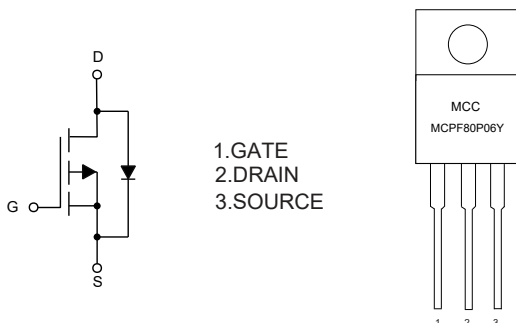 D
G
S
1.GATE
2.DRAIN
3.SOURCE
MCC
MCPF80P06Y
1 2 3